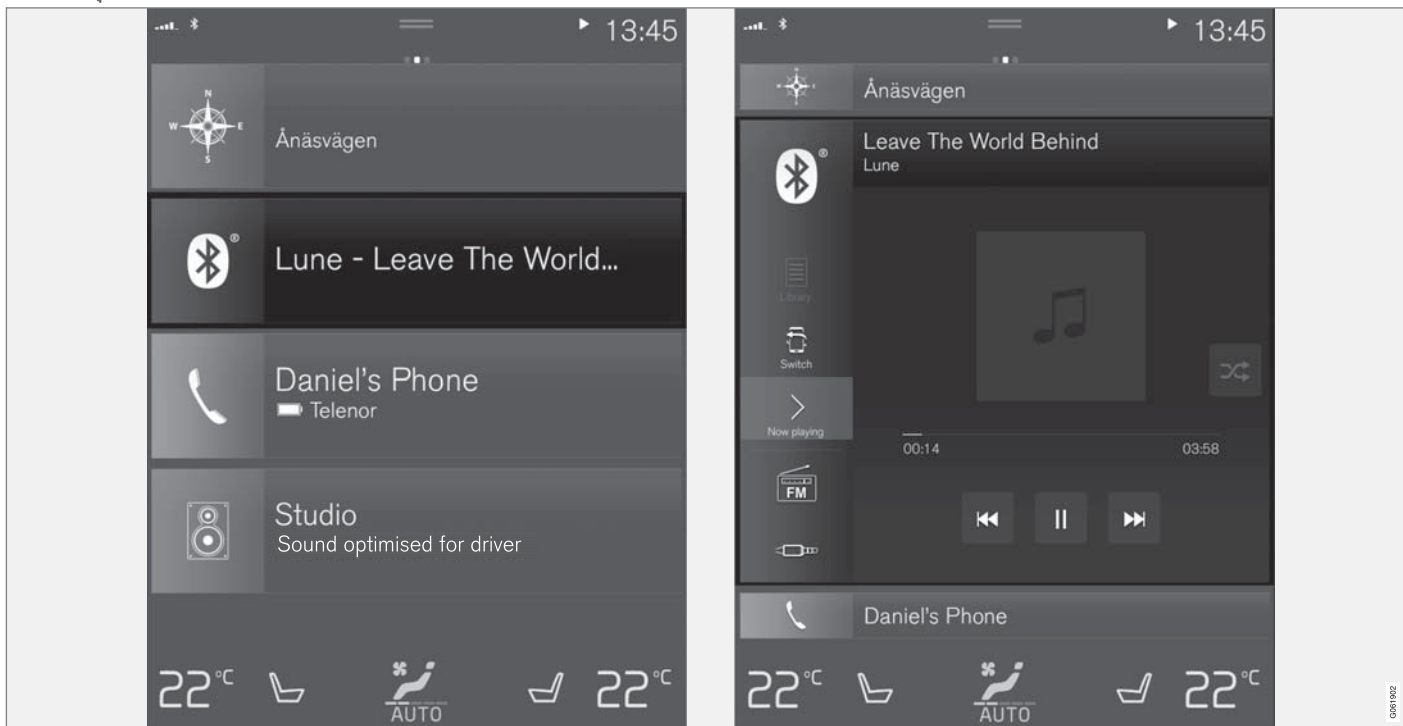 13:45
N
W E
S
Ånäsvägen
Lune - Leave The World...
Daniel's Phone
Telenor
Studio
Sound optimised for driver
22°C
AUTO
22°C
13:45
Ånäsvägen
Leave The World Behind
Lune
Library
Switch
Now playing
00:14 03:58
FM
Daniel's Phone
22°C
AUTO
22°C
G061902